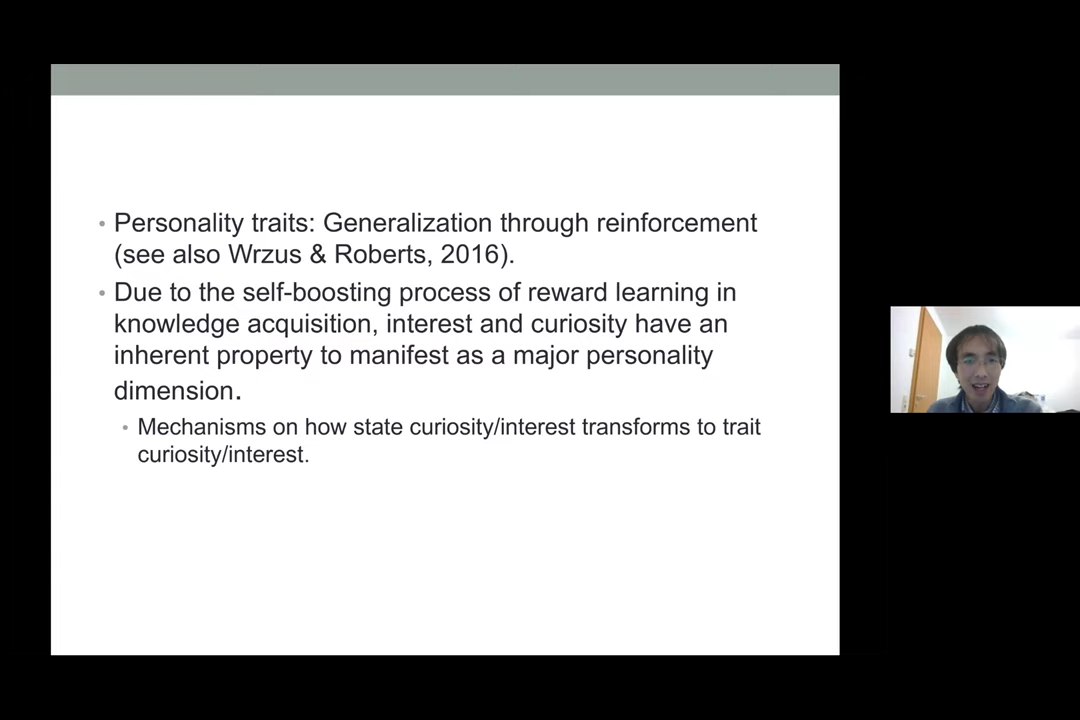 • Personality traits: Generalization through reinforcement
(see also Wrzus & Roberts, 2016).
• Due to the self-boosting process of reward learning in
knowledge acquisition, interest and curiosity have an
inherent property to manifest as a major personality
dimension.
• Mechanisms on how state curiosity/interest transforms to trait
curiosity/interest.